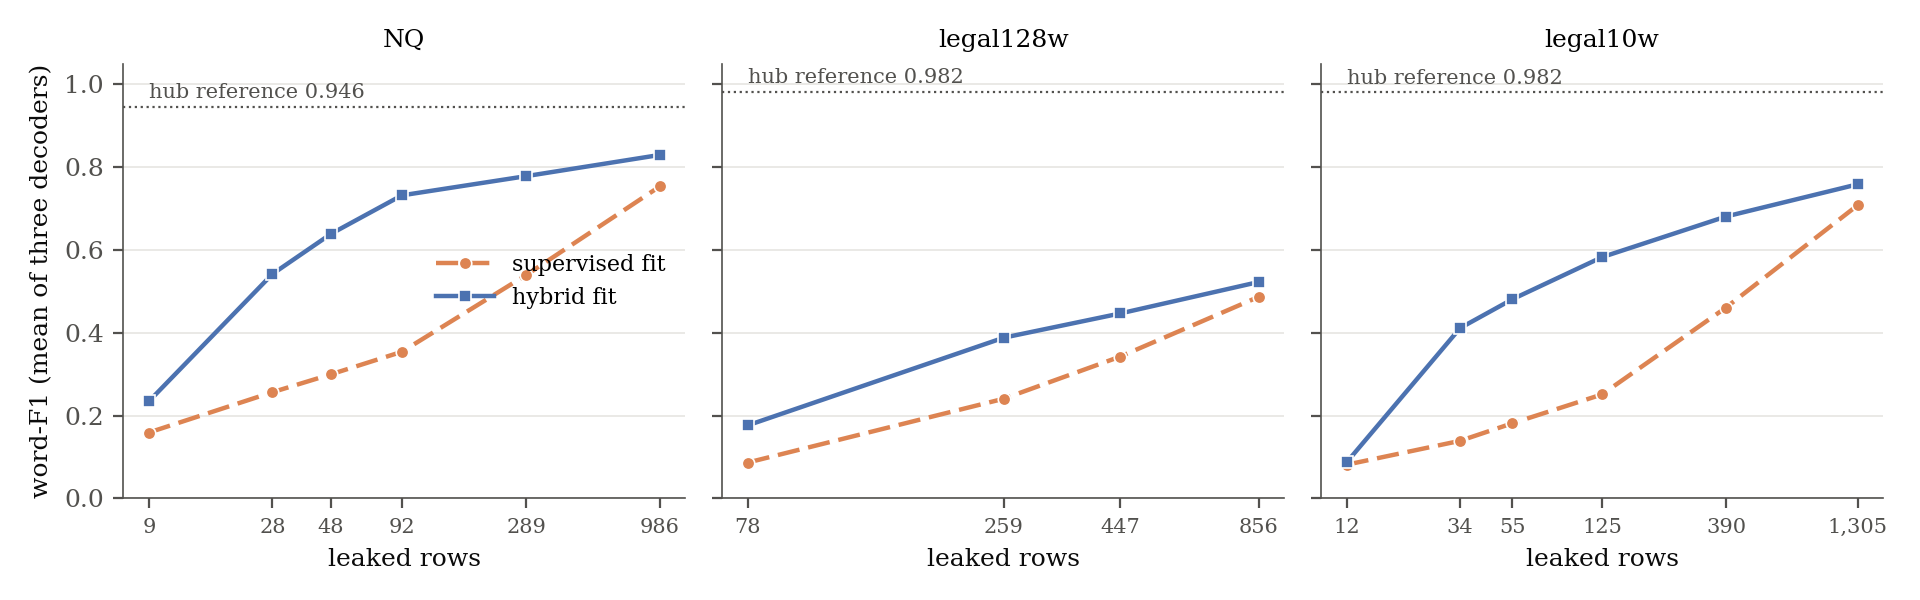 NQ
hub reference 0.946
word-F1 (mean of three decoders)
1.0
0.8
0.6
0.4
0.2
0.0
supervised fit
hybrid fit
9 28 48 92 289 986
leaked rows
legal128w
hub reference 0.982
78 259 447 856
leaked rows
legal10w
hub reference 0.982
12 34 55 125 390 1,305
leaked rows